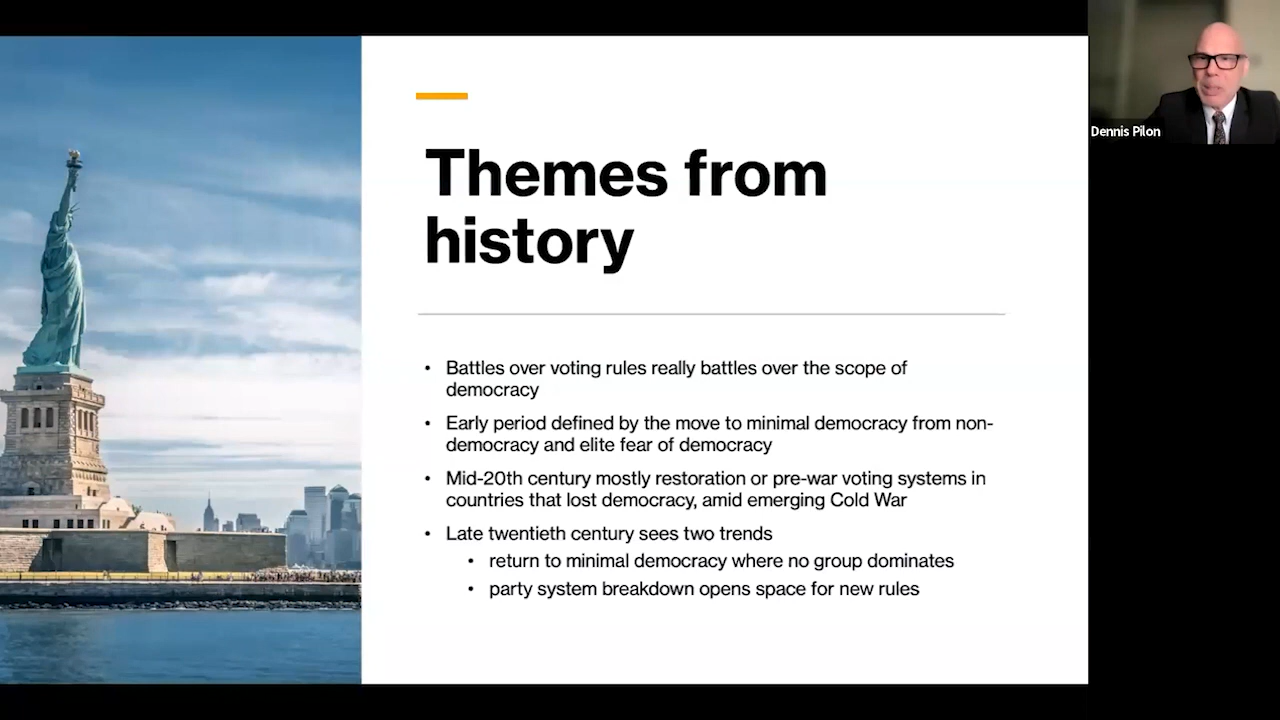 Themes from
history
• Battles over voting rules really battles over the scope of
democracy
• Early period defined by the move to minimal democracy from non-
democracy and elite fear of democracy
• Mid-20th century mostly restoration or pre-war voting systems in
countries that lost democracy, amid emerging Cold War
• Late twentieth century sees two trends
• return to minimal democracy where no group dominates
• party system breakdown opens space for new rules
Dennis Pilon